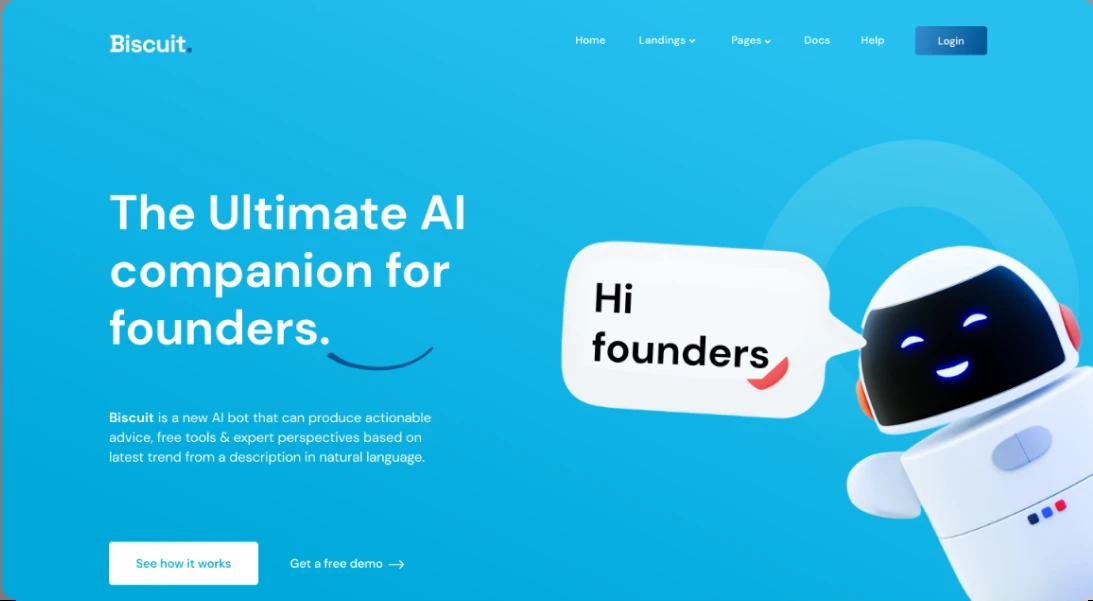 Biscuit.
Home Landings Pages Docs Help Login
The Ultimate AI
companion for
founders.
Hi
founders
Biscuit is a new AI bot that can produce actionable
advice, free tools & expert perspectives based on
latest trend from a description in natural language.
See how it works Get a free demo